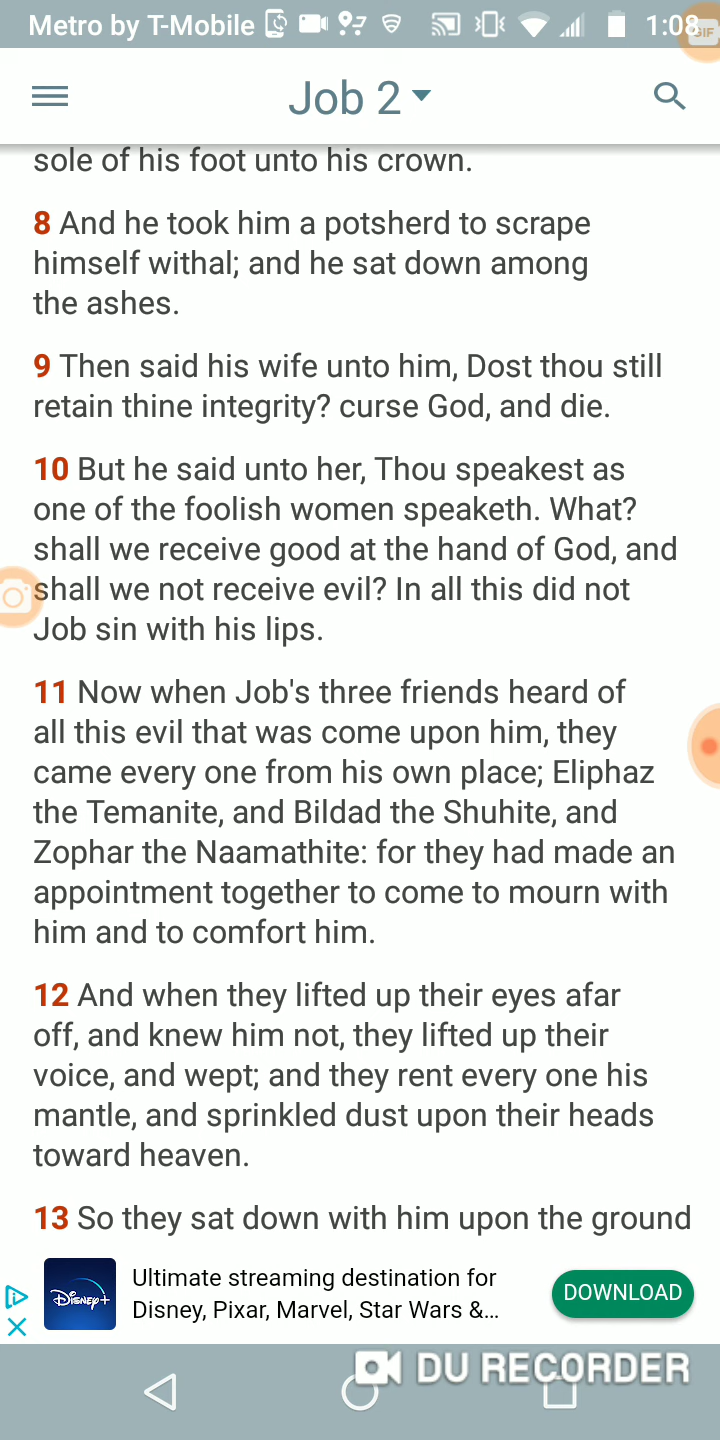 Metro by T-Mobile 1:08
GIF
Job 2
sole of his foot unto his crown.
8 And he took him a potsherd to scrape
himself withal; and he sat down among
the ashes.
9 Then said his wife unto him, Dost thou still
retain thine integrity? curse God, and die.
10 But he said unto her, Thou speakest as
one of the foolish women speaketh. What?
shall we receive good at the hand of God, and
shall we not receive evil? In all this did not
Job sin with his lips.
11 Now when Job's three friends heard of
all this evil that was come upon him, they
came every one from his own place; Eliphaz
the Temanite, and Bildad the Shuhite, and
Zophar the Naamathite: for they had made an
appointment together to come to mourn with
him and to comfort him.
12 And when they lifted up their eyes afar
off, and knew him not, they lifted up their
voice, and wept; and they rent every one his
mantle, and sprinkled dust upon their heads
toward heaven.
13 So they sat down with him upon the ground
Disney+
Ultimate streaming destination for
Disney, Pixar, Marvel, Star Wars &...
DOWNLOAD
DU RECORDER